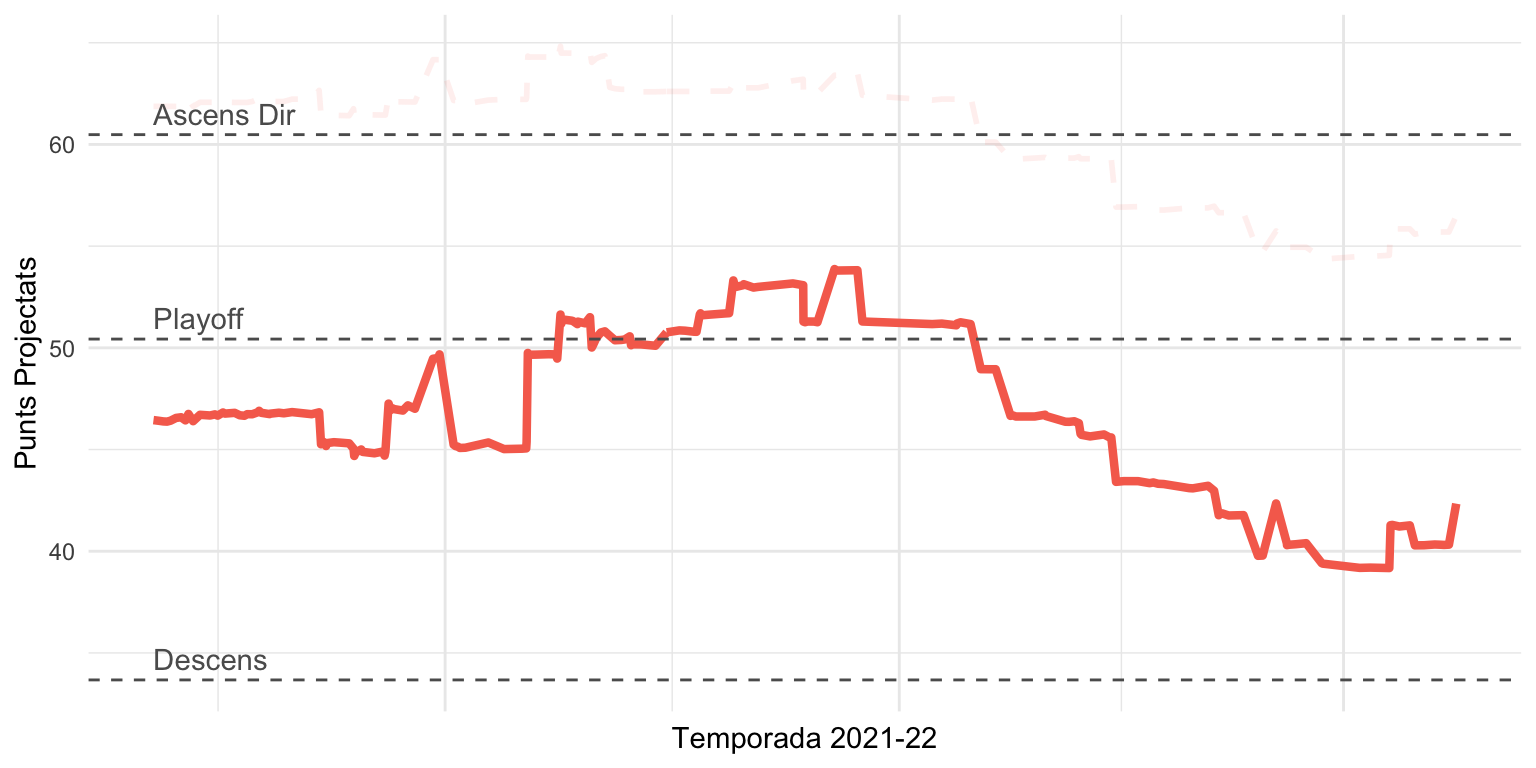 Ascens Dir
60
Playoff
50
Punts Projectats
40
Descens
Temporada 2021-22